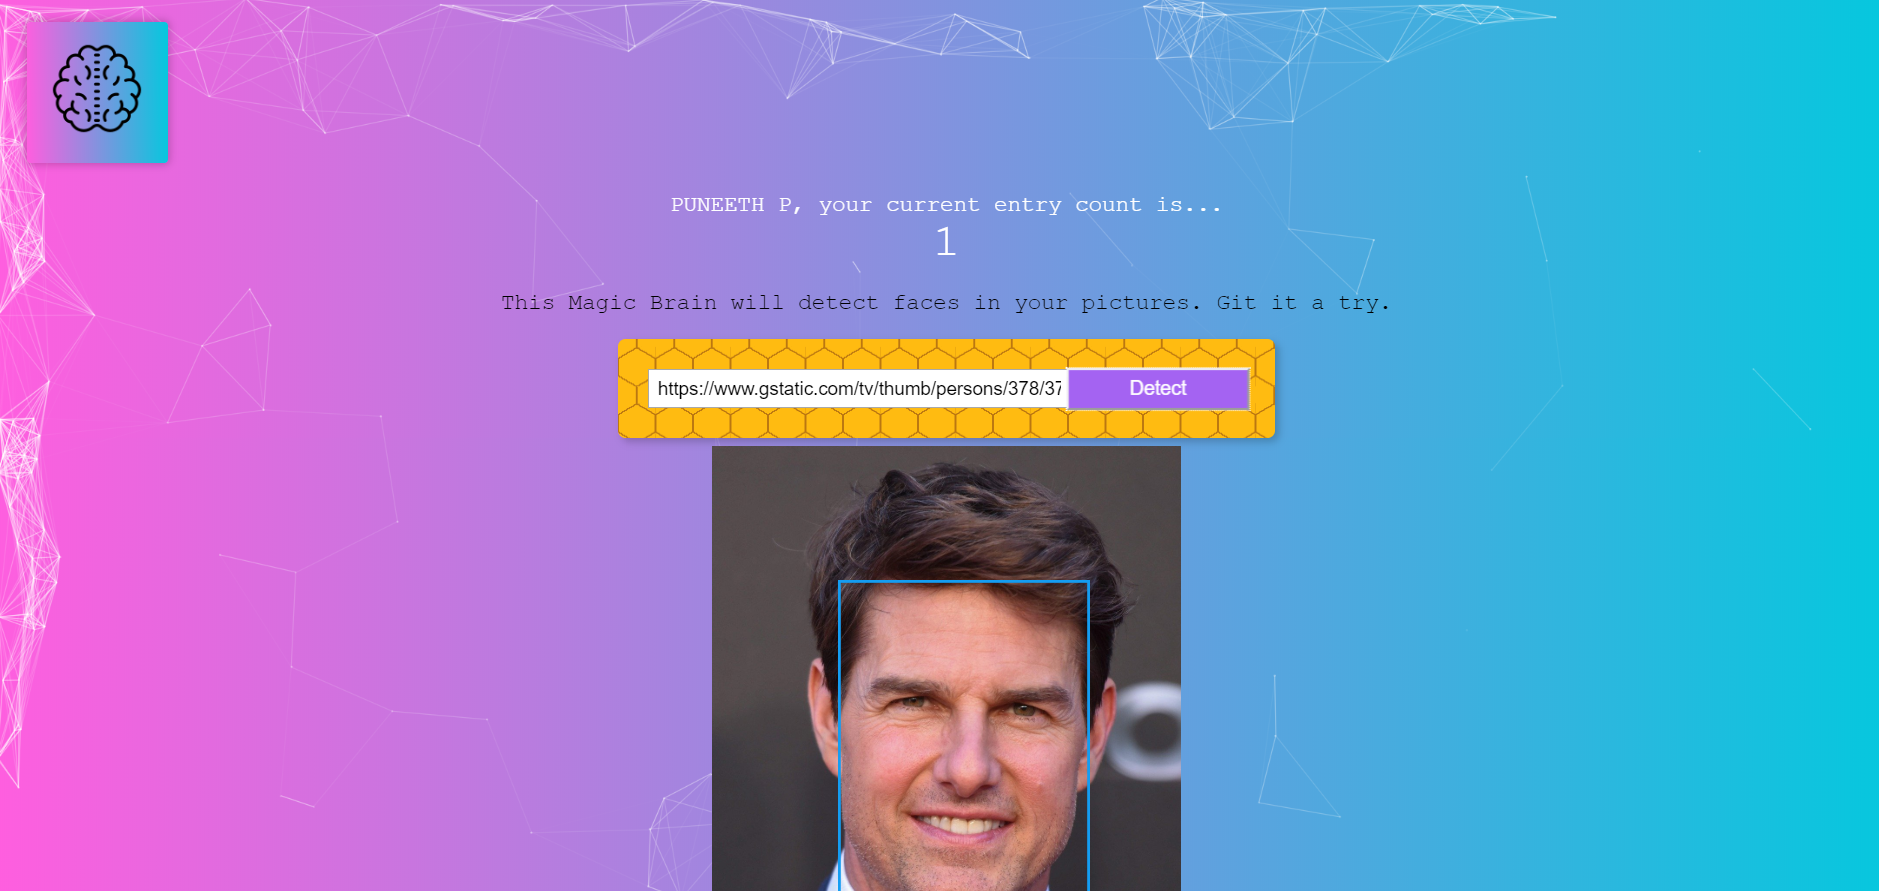 PUNEETH P, your current entry count is...
1
This Magic Brain will detect faces in your pictures. Git it a try.
https://www.gstatic.com/tv/thumb/persons/378/37
Detect